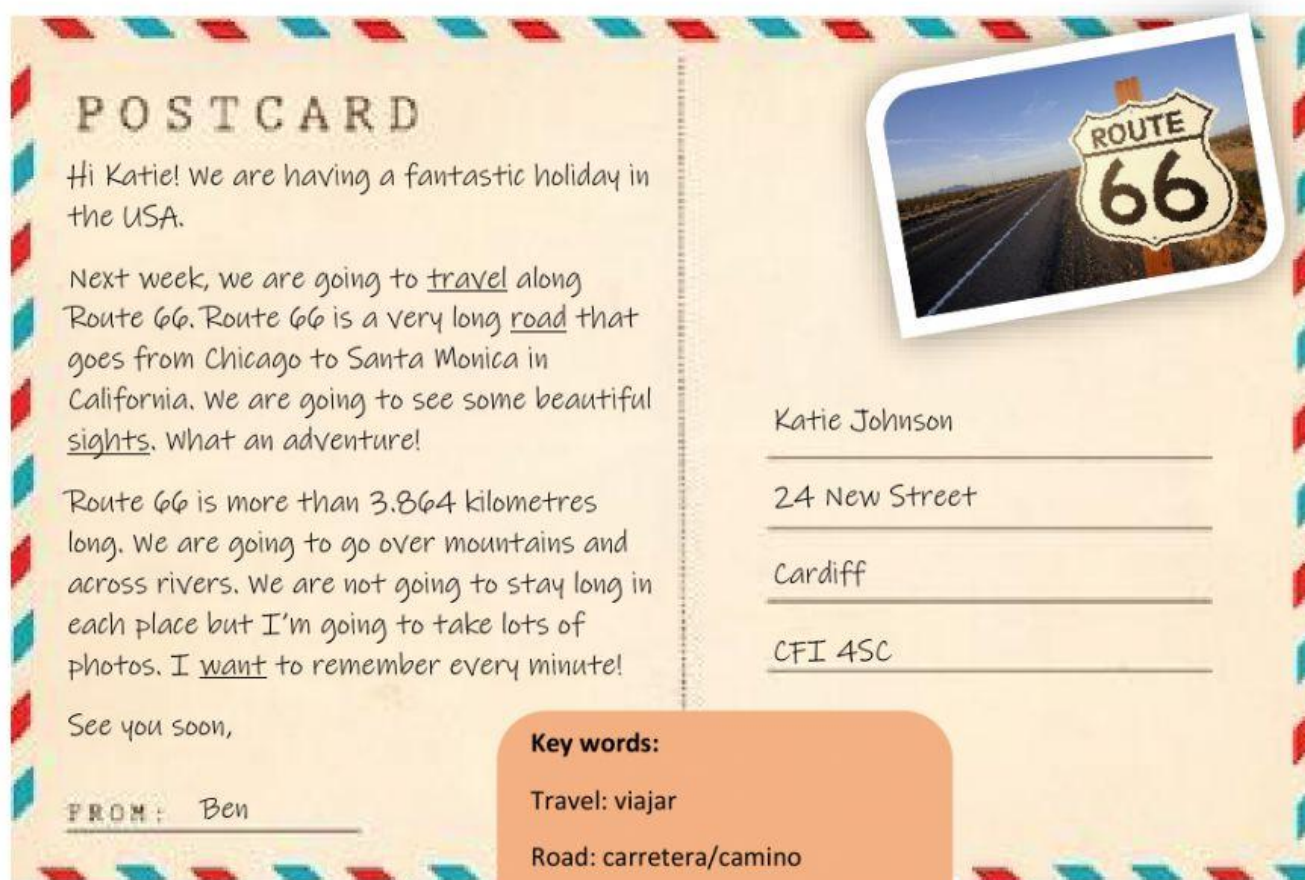 POSTCARD
Hi Katie! We are having a fantastic holiday in
the USA.
Next week, we are going to travel along
Route 66. Route 66 is a very long road that
goes from Chicago to Santa Monica in
California. We are going to see some beautiful
sights. What an adventure!
Route 66 is more than 3.864 kilometres
long. We are going to go over mountains and
across rivers. We are not going to stay long in
each place but I'm going to take lots of
photos. I want to remember every minute!
See you soon,
FROM: Ben
ROUTE
66
Katie Johnson
24 New Street
Cardiff
CFI 4SC
Key words:
Travel: viajar
Road: carretera/camino